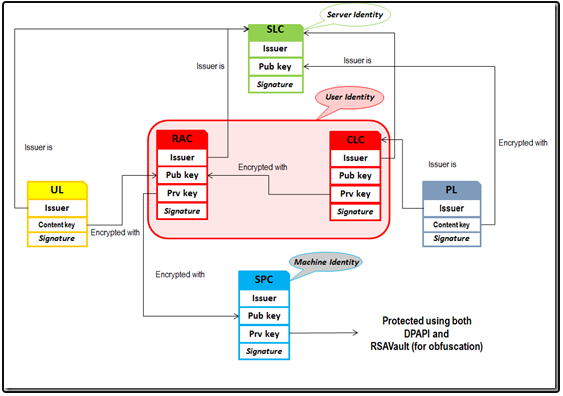 SLC
Server Identity
Issuer
Pub key
Signature
Issuer is
Issuer is
User Identity
RAC
Issuer
Pub key
Prv key
Signature
CLC
Issuer
Pub key
Prv key
Signature
Encrypted with
Encrypted with
Issuer is
Issuer is
UL
Issuer
Content key
Signature
Encrypted with
PL
Issuer
Content key
Signature
Encrypted with
Machine Identity
SPC
Issuer
Pub key
Prv key
Signature
Protected using both
DPAPI and
RSAVault (for obfuscation)